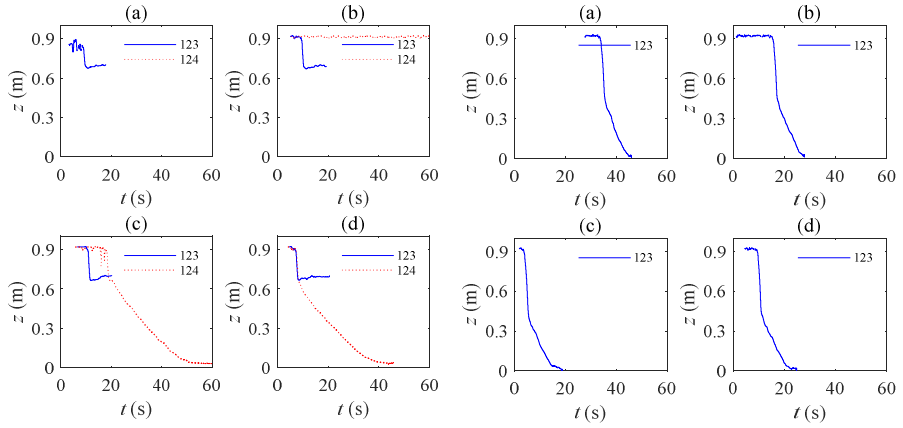 (a) (b) (a) (b)
0.9 0.9 0.9 0.9
123 123 123 123
124 124
0.6 0.6 0.6 0.6
z (m) z (m) z (m) z (m)
0.3 0.3 0.3 0.3
0 0 0 0
0 20 40 60 0 20 40 60 0 20 40 60 0 20 40 60
t (s) t (s) t (s) t (s)
(c) (d) (c) (d)
0.9 0.9 0.9 0.9
123 123 123 123
124 124
0.6 0.6 0.6 0.6
z (m) z (m) z (m) z (m)
0.3 0.3 0.3 0.3
0 0 0 0
0 20 40 60 0 20 40 60 0 20 40 60 0 20 40 60
t (s) t (s) t (s) t (s)